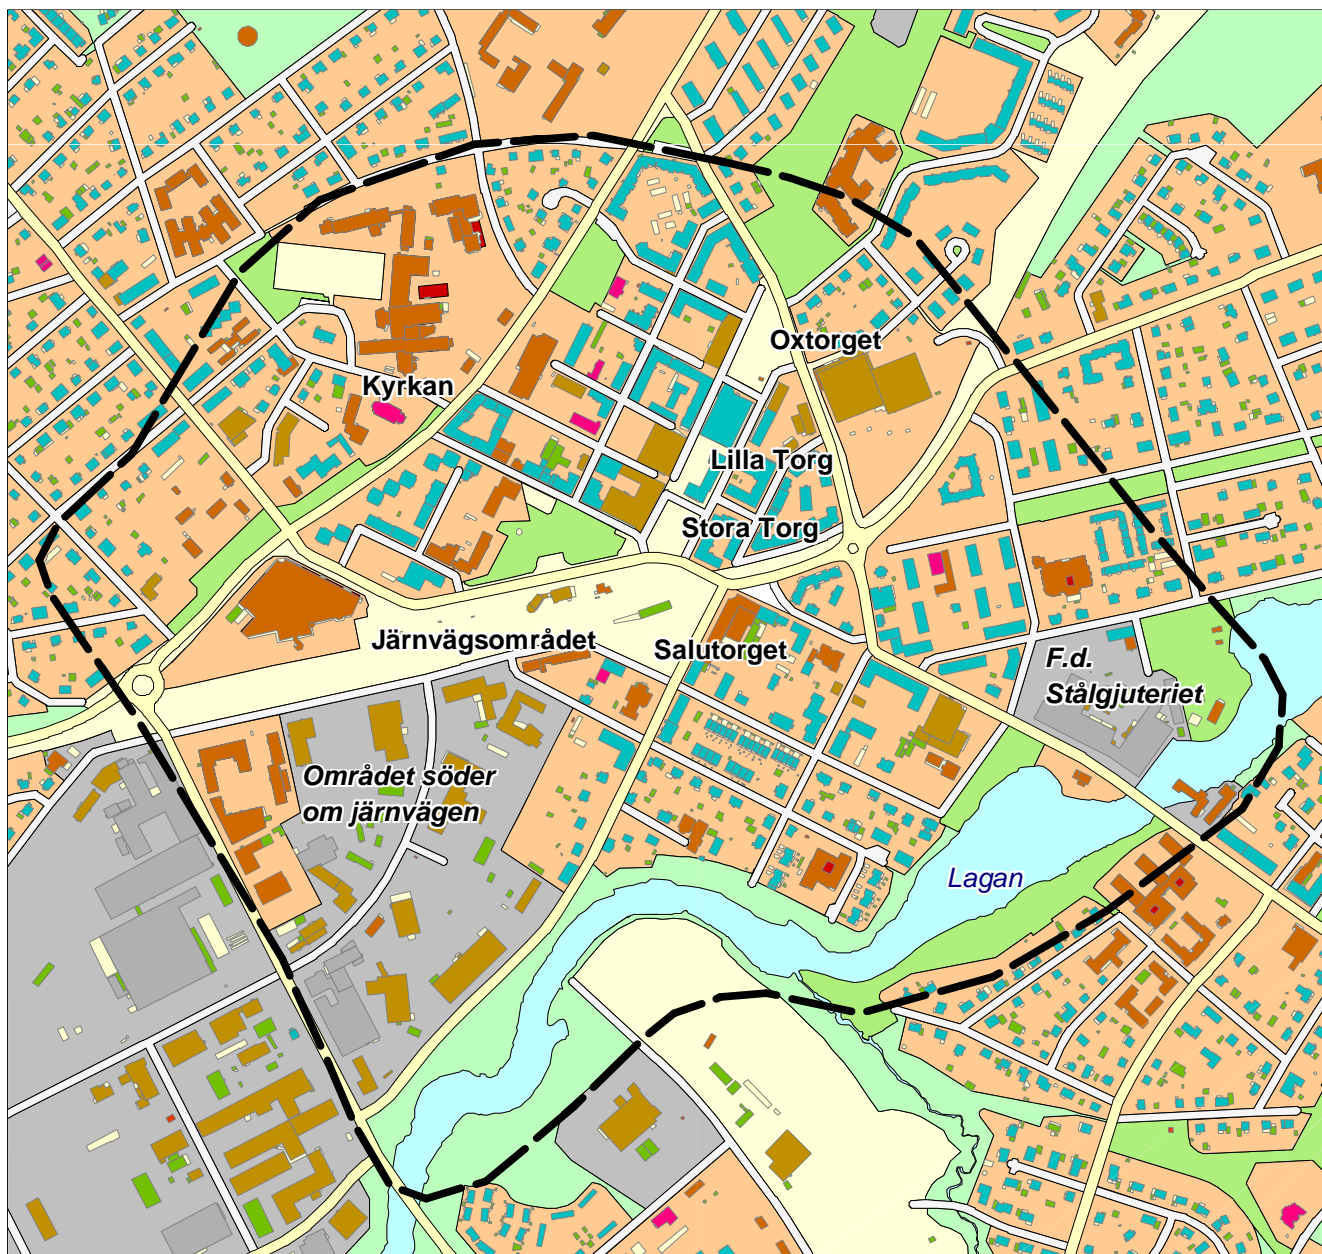 Oxtorget
Kyrkan
Lilla Torg
Stora Torg
Järnvägsområdet
Salutorget
F.d.
Stålgjuteriet
Området söder
om järnvägen
Lagan